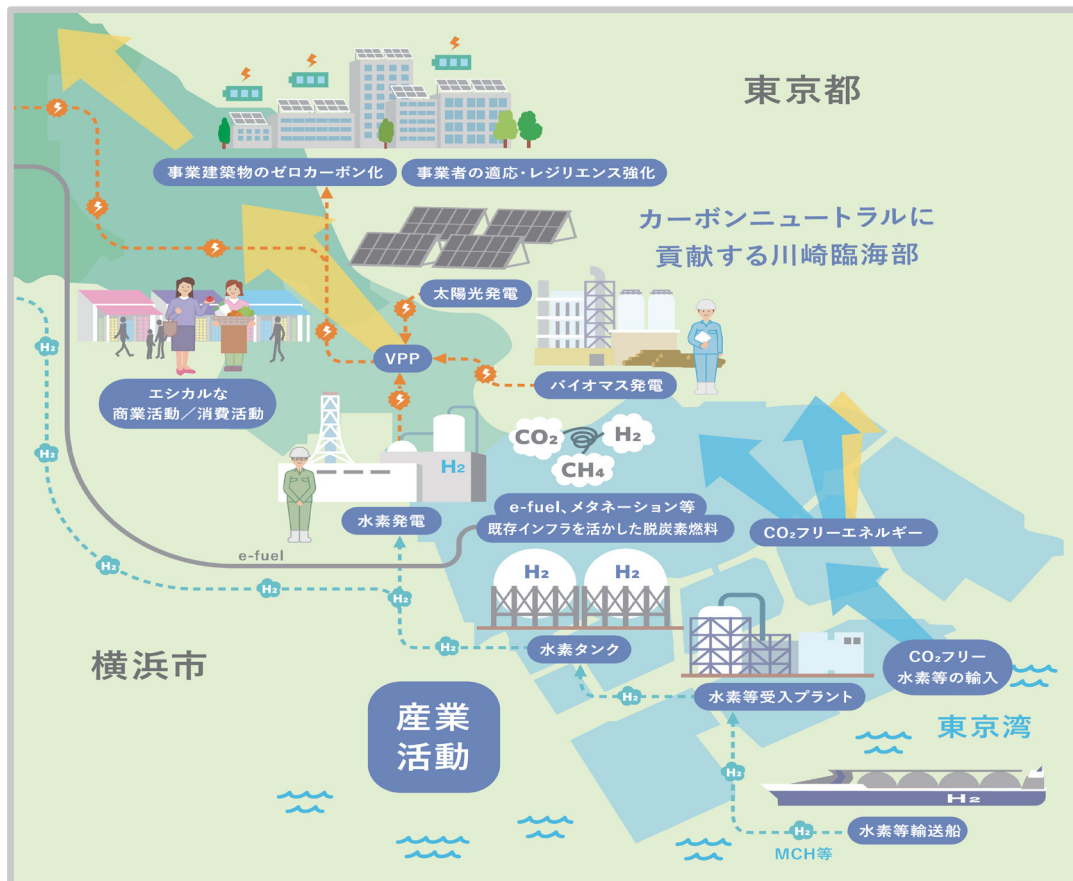 東京都
事業建築物のゼロカーボン化
事業者の適応・レジリエンス強化
カーボンニュートラルに
貢献する川崎臨海部
太陽光発電
VPP
バイオマス発電
エシカルな
商業活動／消費活動
H₂
H₂
CO₂
H₂
CH₄
H₂
水素発電
e-fuel、メタネーション等
既存インフラを活かした脱炭素燃料
CO₂フリーエネルギー
e-fuel
H₂
H₂
H₂
H₂
H₂
H₂
H₂
水素タンク
横浜市
CO₂フリー
水素等の輸入
水素等受入プラント
H₂
産業
活動
東京湾
H₂
H₂
H₂
水素等輸送船
MCH等